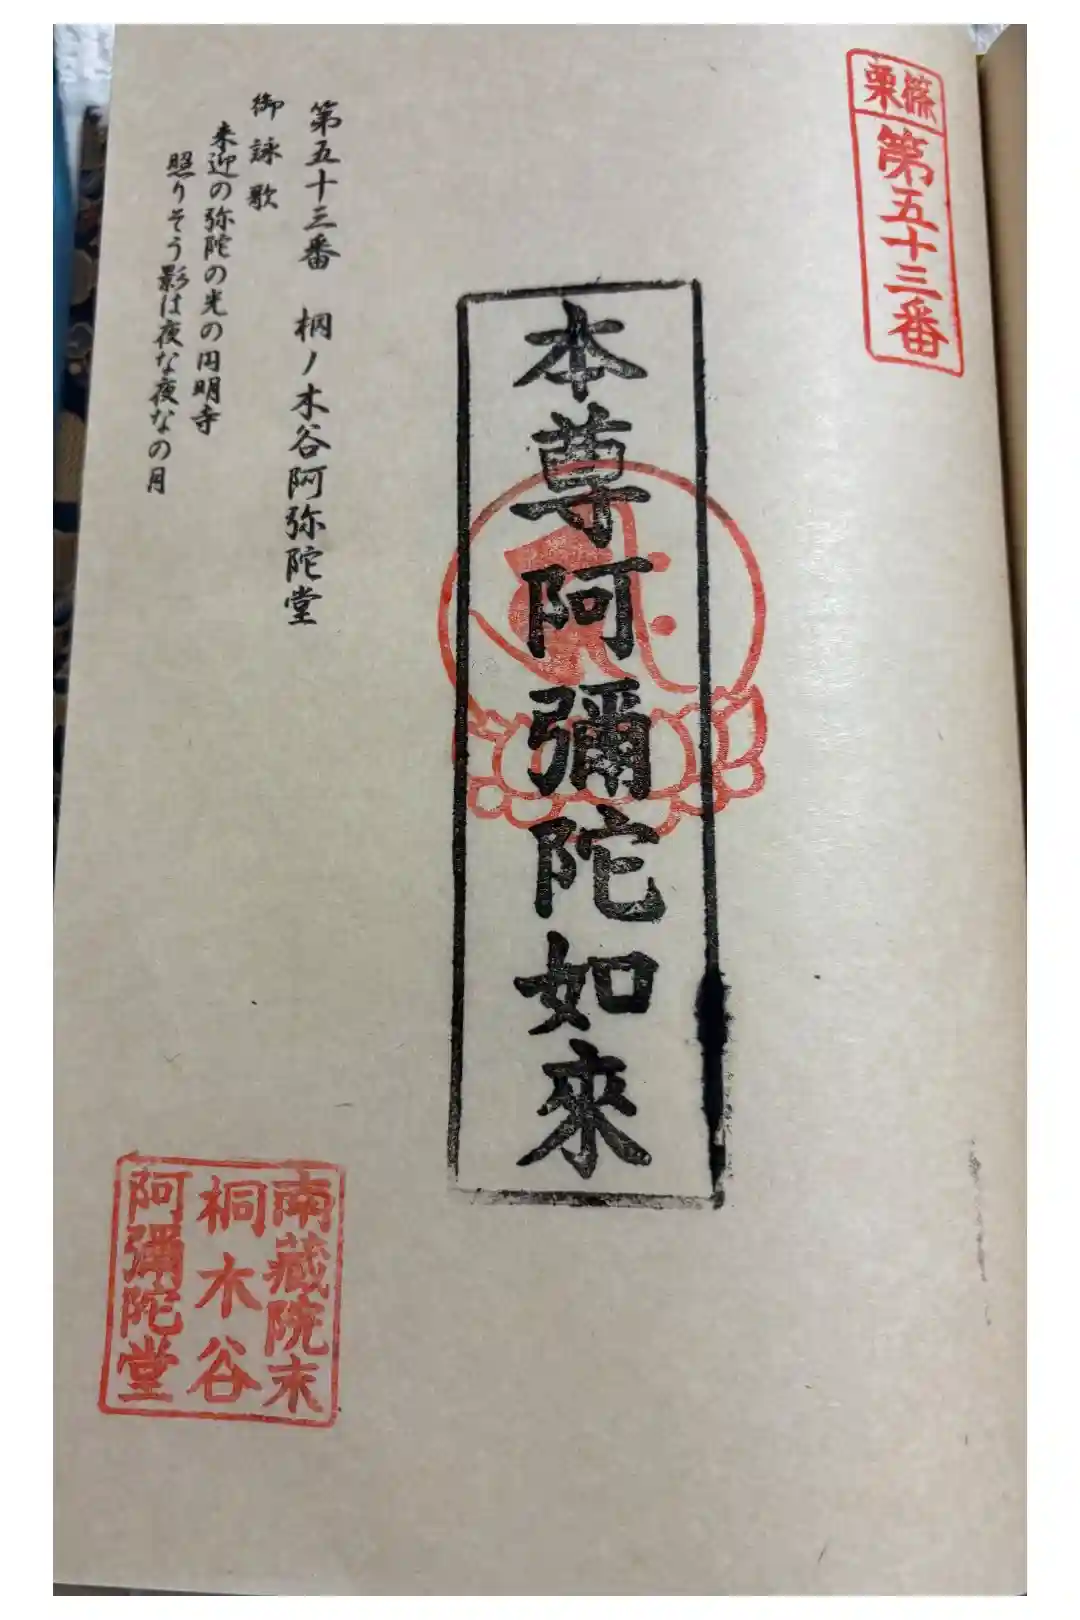 篠栗
第五十三番
本尊阿彌陀如來
第五十三番 桐ノ木谷阿弥陀堂
御詠歌
来迎の弥陀の光の円明寺
照りそう影は夜な夜なの月
南藏院末
桐木谷
阿彌陀堂